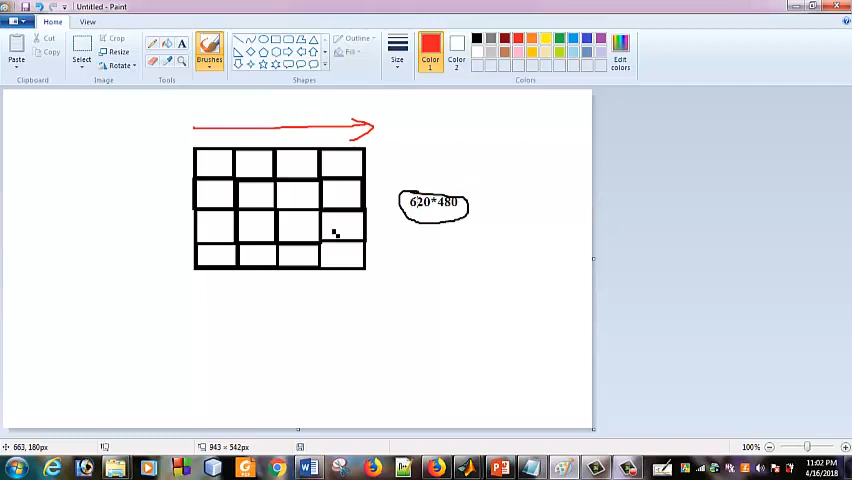 Untitled - Paint
Home
View
Paste
Cut
Copy
Clipboard
Select
Crop
Resize
Rotate
Image
A
Tools
Brushes
Outline
Fill
Shapes
Size
Color
1
Color
2
Edit
colors
Colors
620*480
663, 180px
943 × 542px
100%
11:02 PM
4/16/2018